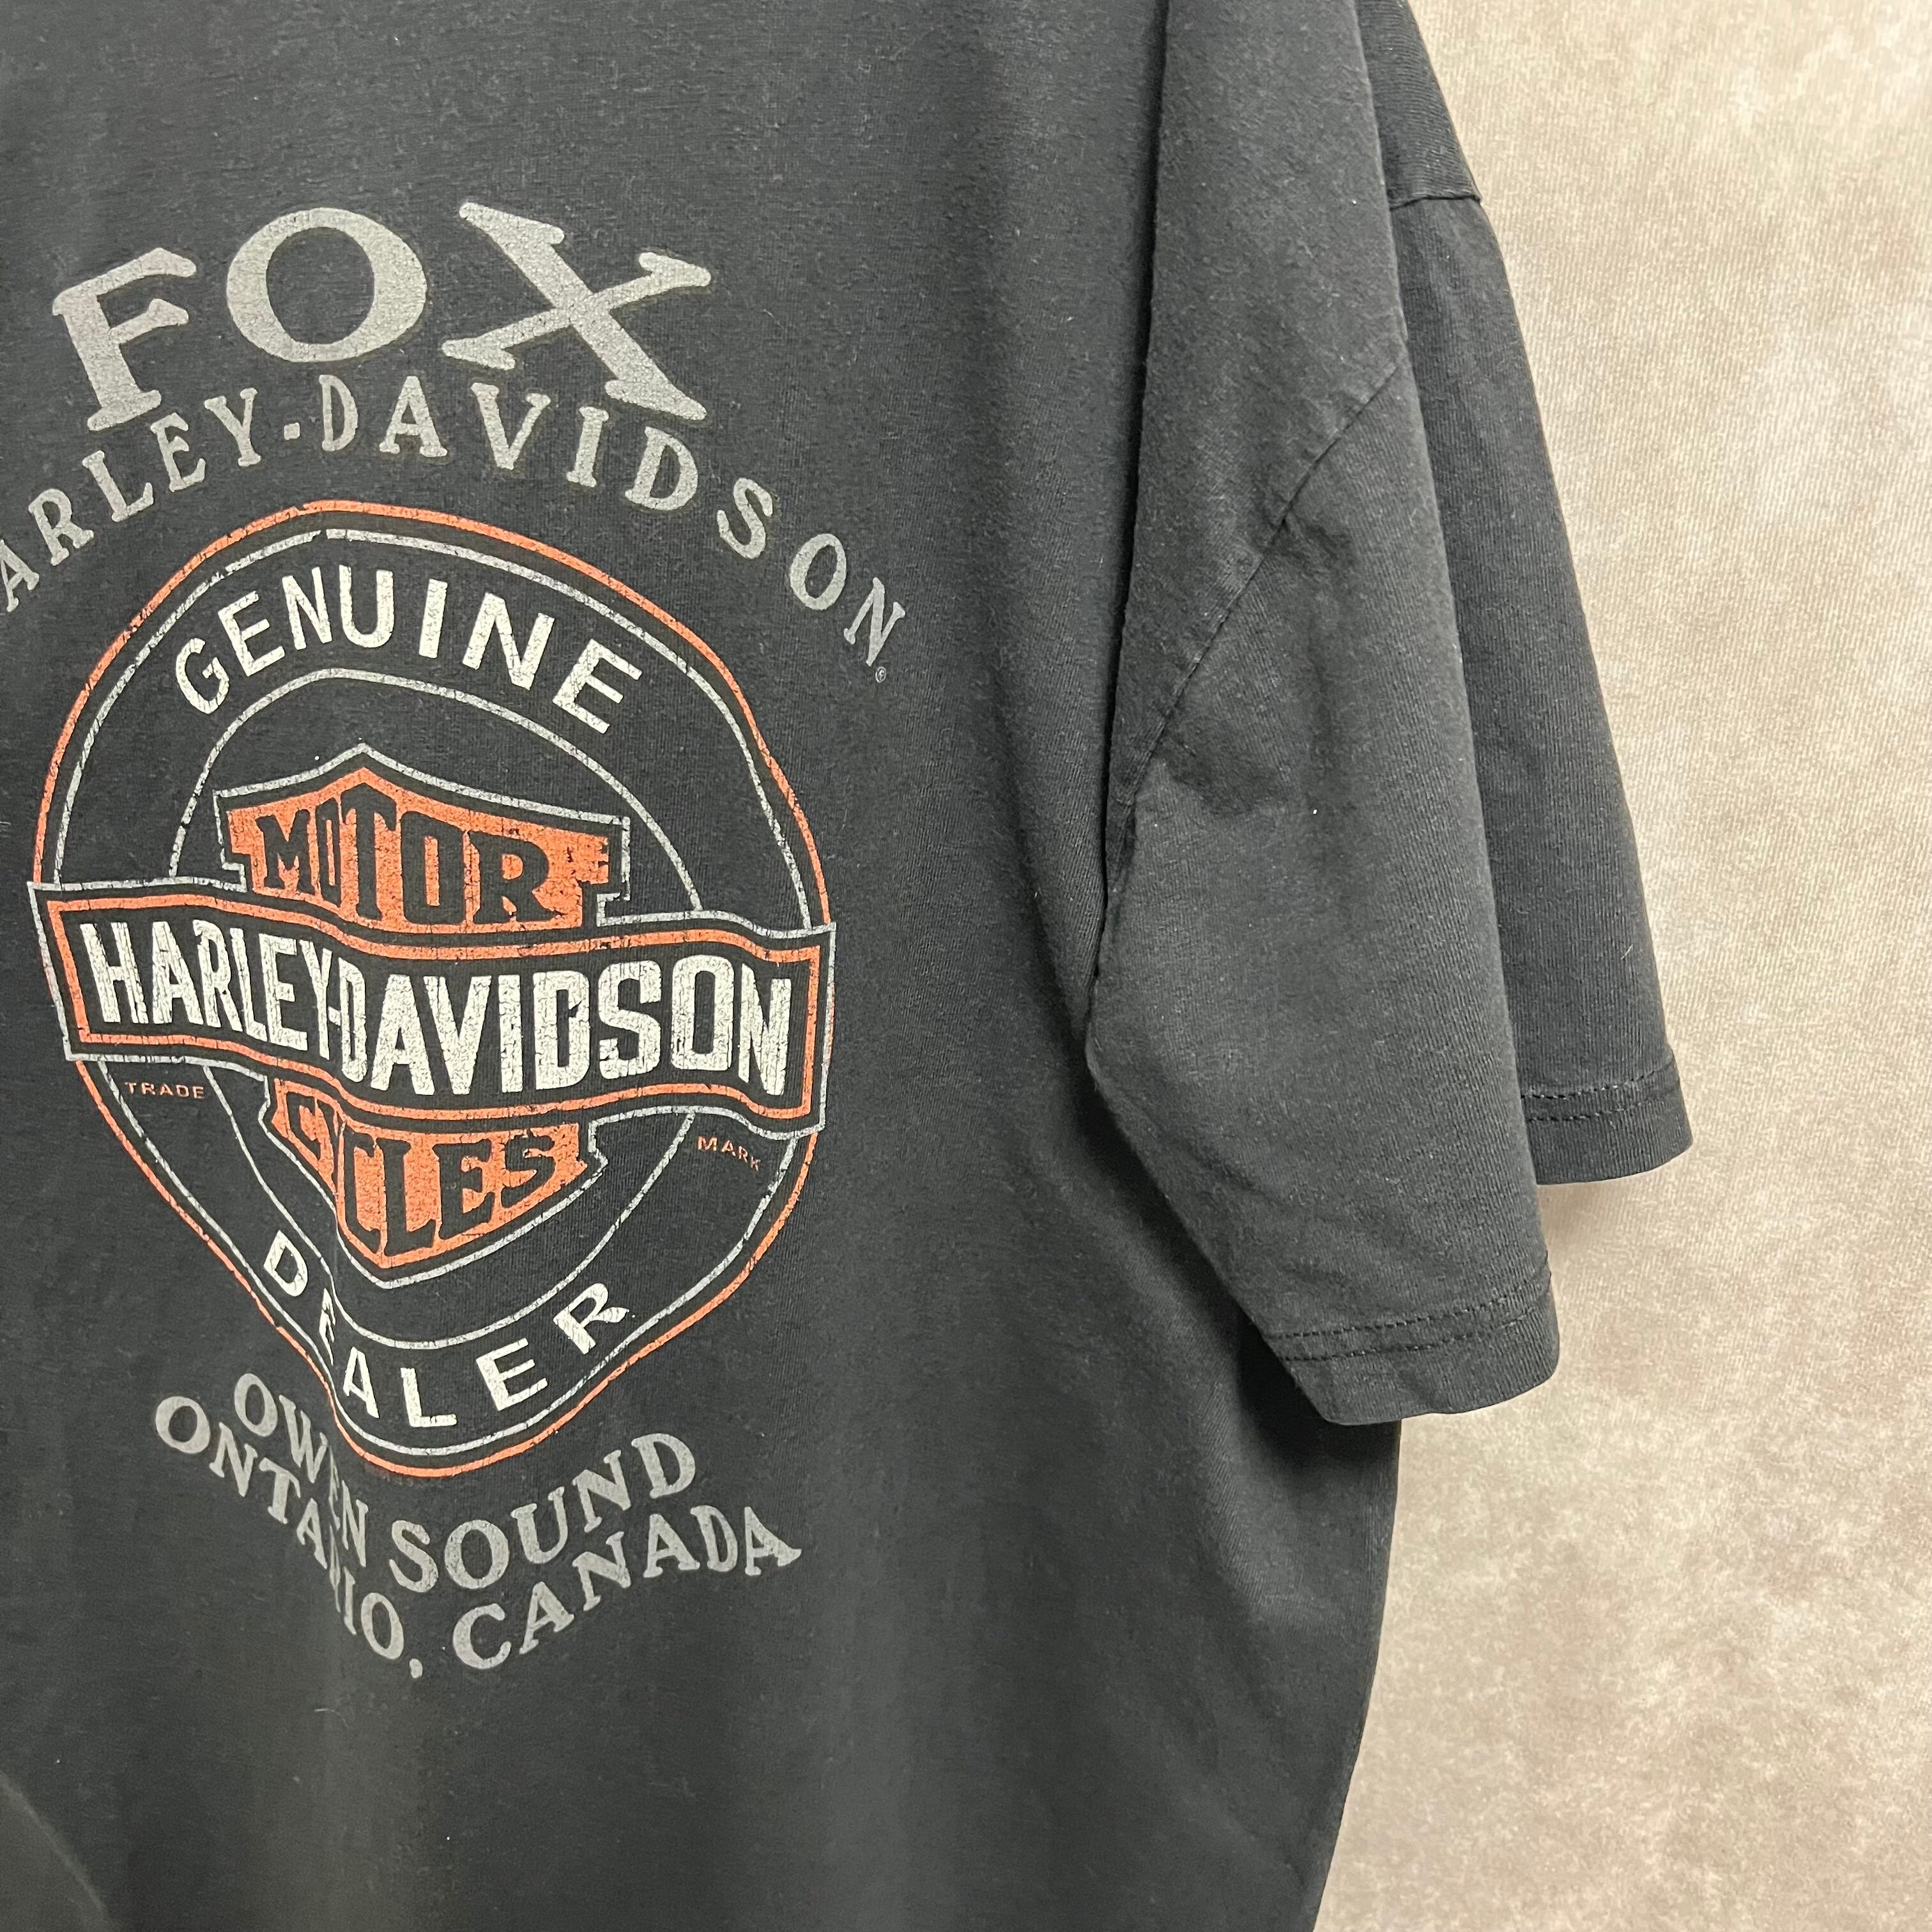 FOX
ARLEY-DAVIDSON®
GENUINE
MOTOR
HARLEY-DAVIDSON
TRADE MARK
CYCLES
DEALER
OWEN SOUND
ONTARIO, CANADA